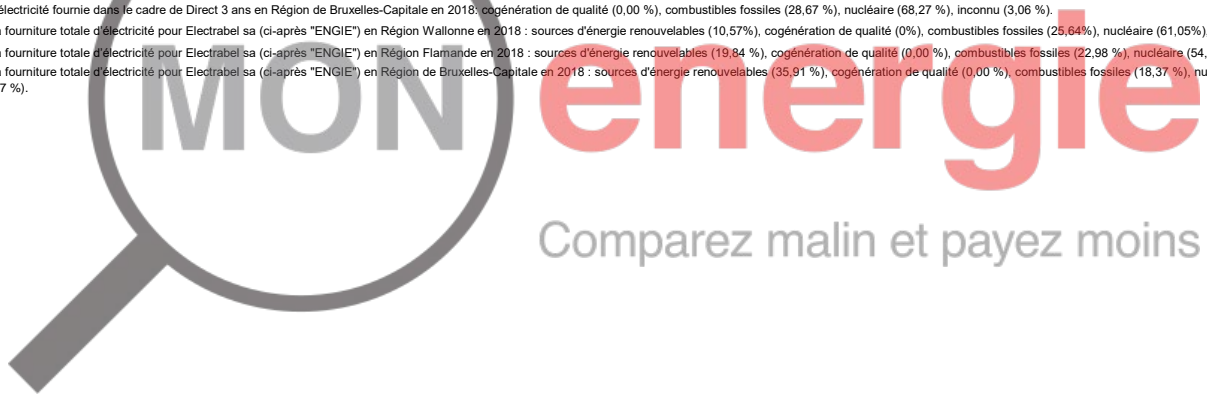 électricité fournie dans le cadre de Direct 3 ans en Région de Bruxelles-Capitale en 2018: cogénération de qualité (0,00 %), combustibles fossiles (28,67 %), nucléaire (68,27 %), inconnu (3,06 %).
fourniture totale d'électricité pour Electrabel sa (ci-après "ENGIE") en Région Wallonne en 2018 : sources d'énergie renouvelables (10,57%), cogénération de qualité (0%), combustibles fossiles (25,64%), nucléaire (61,05%)
fourniture totale d'électricité pour Electrabel sa (ci-après "ENGIE") en Région Flamande en 2018 : sources d'énergie renouvelables (19,84 %), cogénération de qualité (0,00 %), combustibles fossiles (22,98 %), nucléaire (54,
fourniture totale d'électricité pour Electrabel sa (ci-après "ENGIE") en Région de Bruxelles-Capitale en 2018 : sources d'énergie renouvelables (35,91 %), cogénération de qualité (0,00 %), combustibles fossiles (18,37 %), nu
7 %).
MON energie
Comparez malin et payez moins